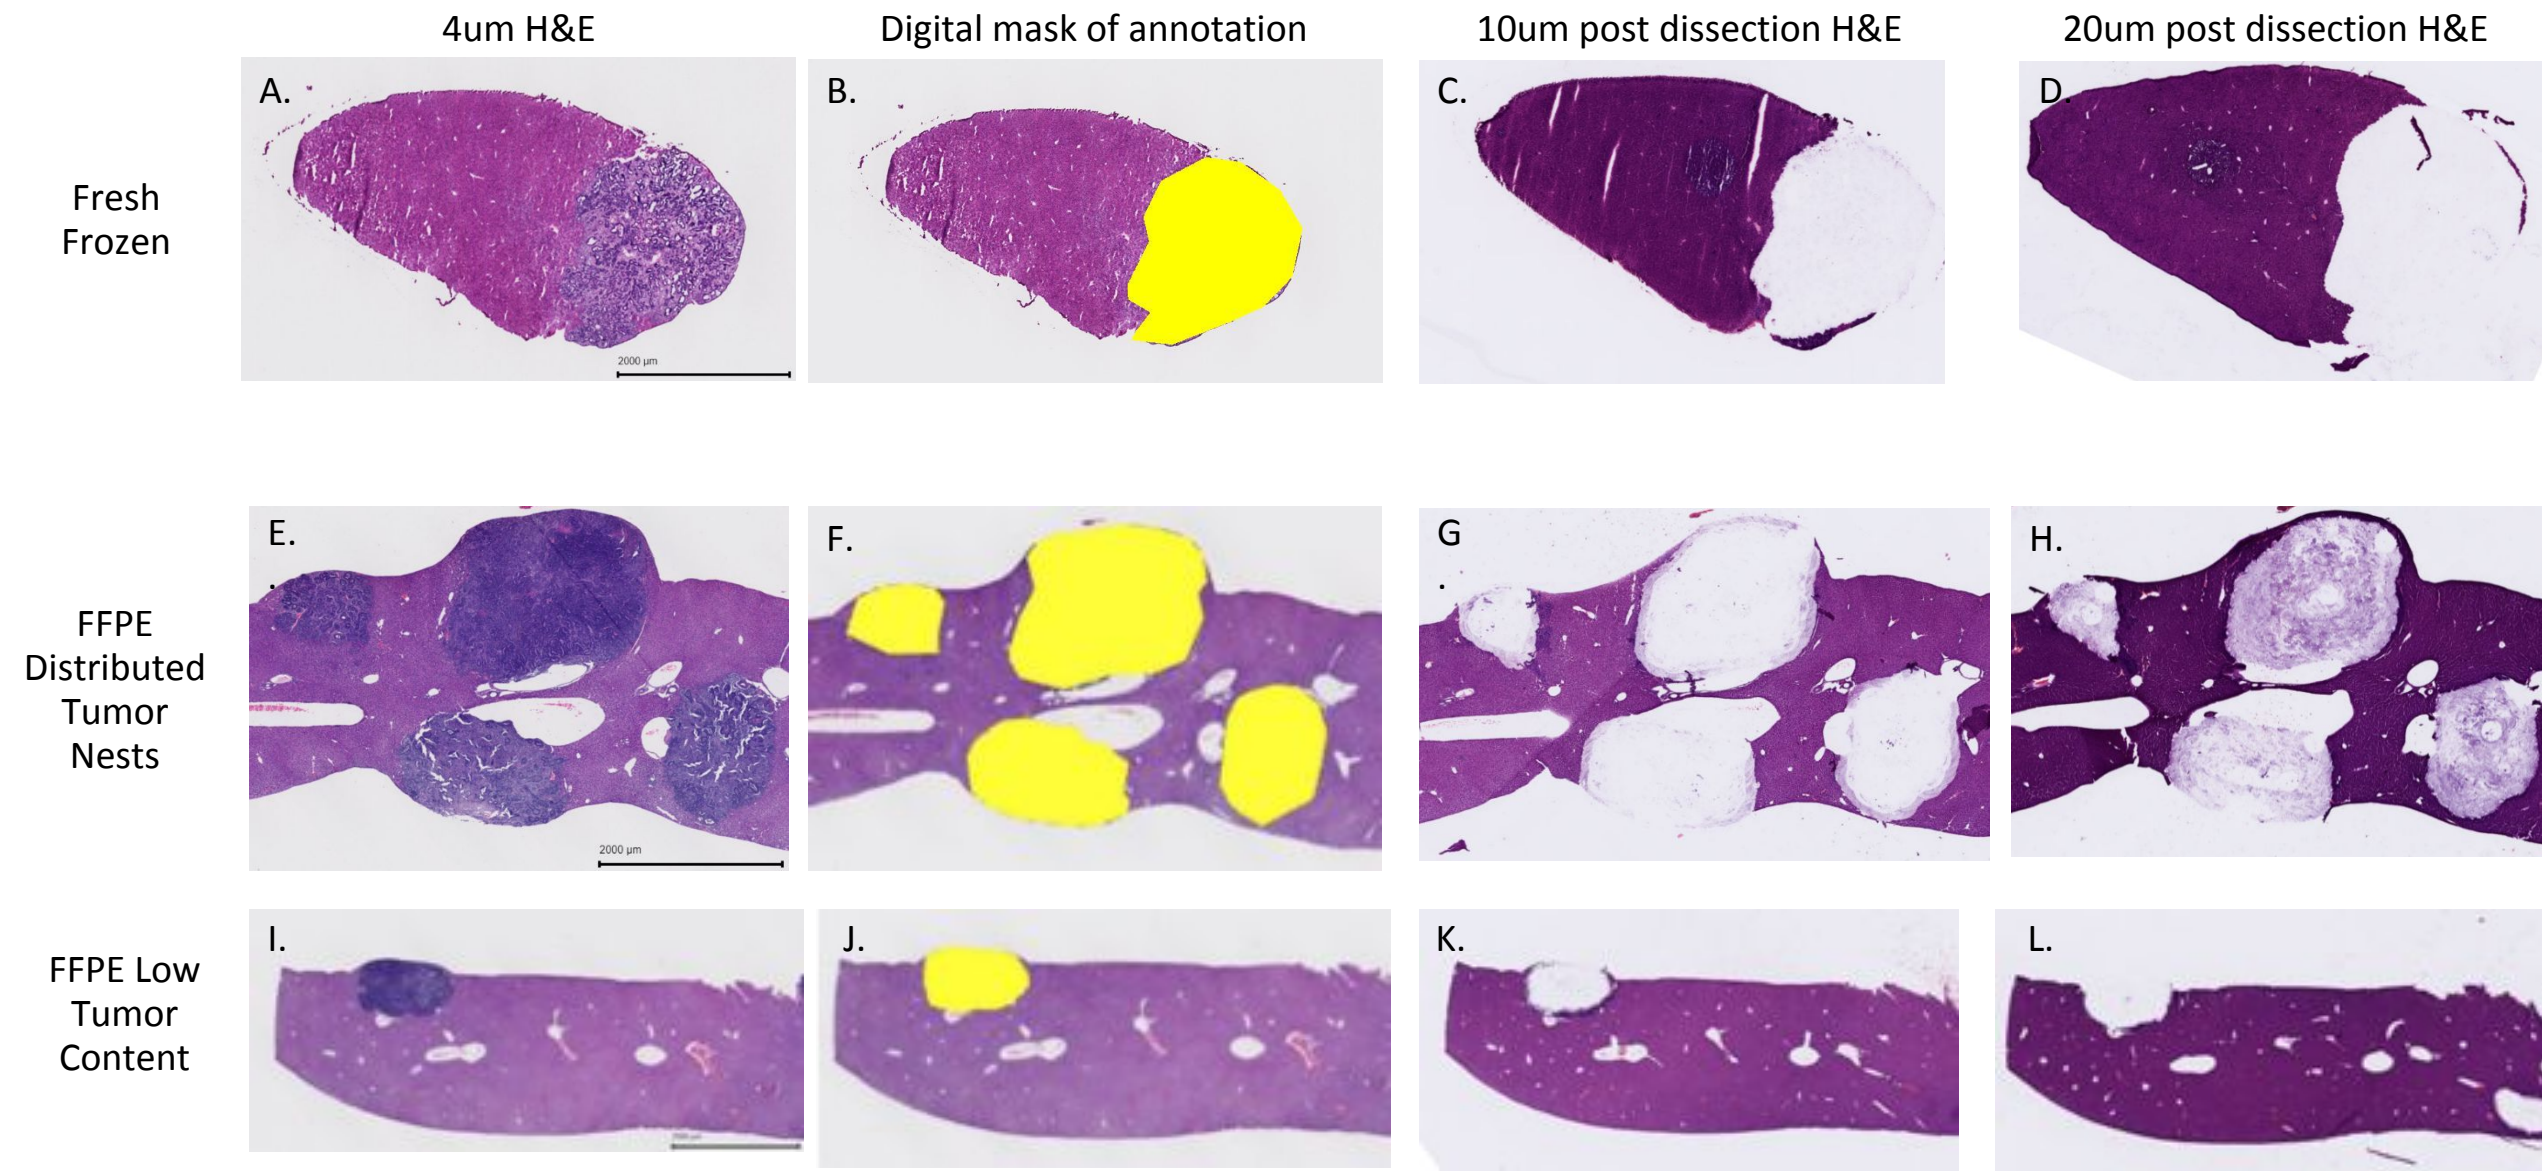 4um H&E
Digital mask of annotation
10um post dissection H&E
20um post dissection H&E
Fresh
Frozen
A.
B.
C.
D.
2000 µm
FFPE
Distributed
Tumor
Nests
E.
.
F.
G
.
H.
2000 µm
FFPE Low
Tumor
Content
I.
J.
K.
L.